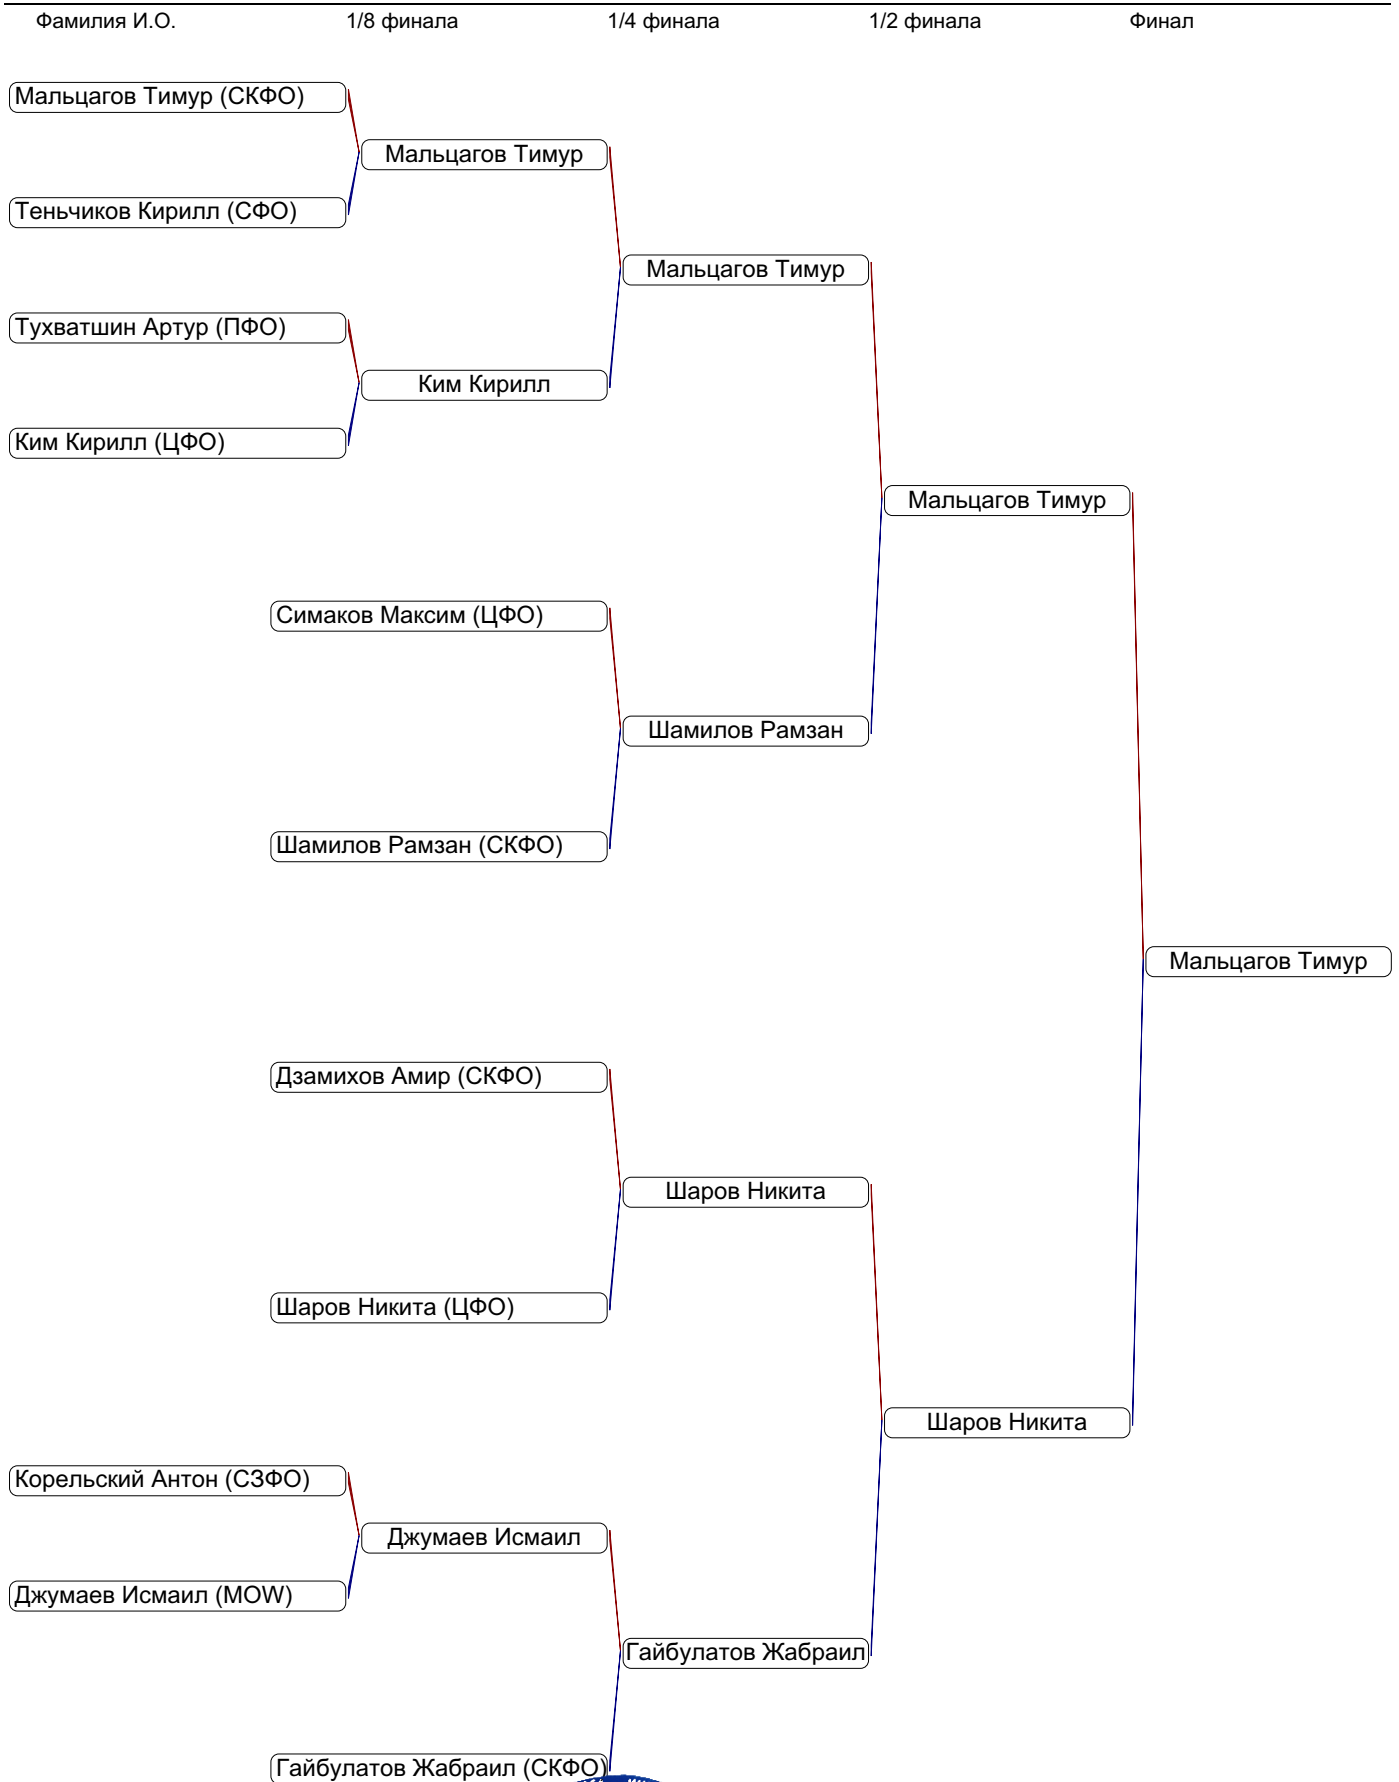 Фамилия И.О. 1/8 финала 1/4 финала 1/2 финала Финал
Мальцагов Тимур (СКФО)
Мальцагов Тимур
Теньчиков Кирилл (СФО)
Мальцагов Тимур
Тухватшин Артур (ПФО)
Ким Кирилл
Ким Кирилл (ЦФО)
Мальцагов Тимур
Симаков Максим (ЦФО)
Шамилов Рамзан
Шамилов Рамзан (СКФО)
Мальцагов Тимур
Дзамихов Амир (СКФО)
Шаров Никита
Шаров Никита (ЦФО)
Шаров Никита
Корельский Антон (СЗФО)
Джумаев Исмаил
Джумаев Исмаил (MOW)
Гайбулатов Жабраил
Гайбулатов Жабраил (СКФО)